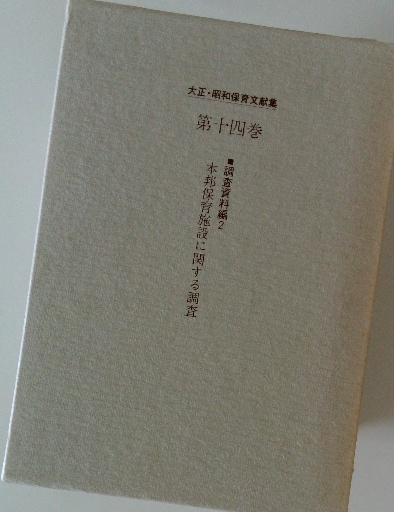 大正・昭和保育文献集
第十四巻
■調査資料編2
本邦保育施設に関する調査